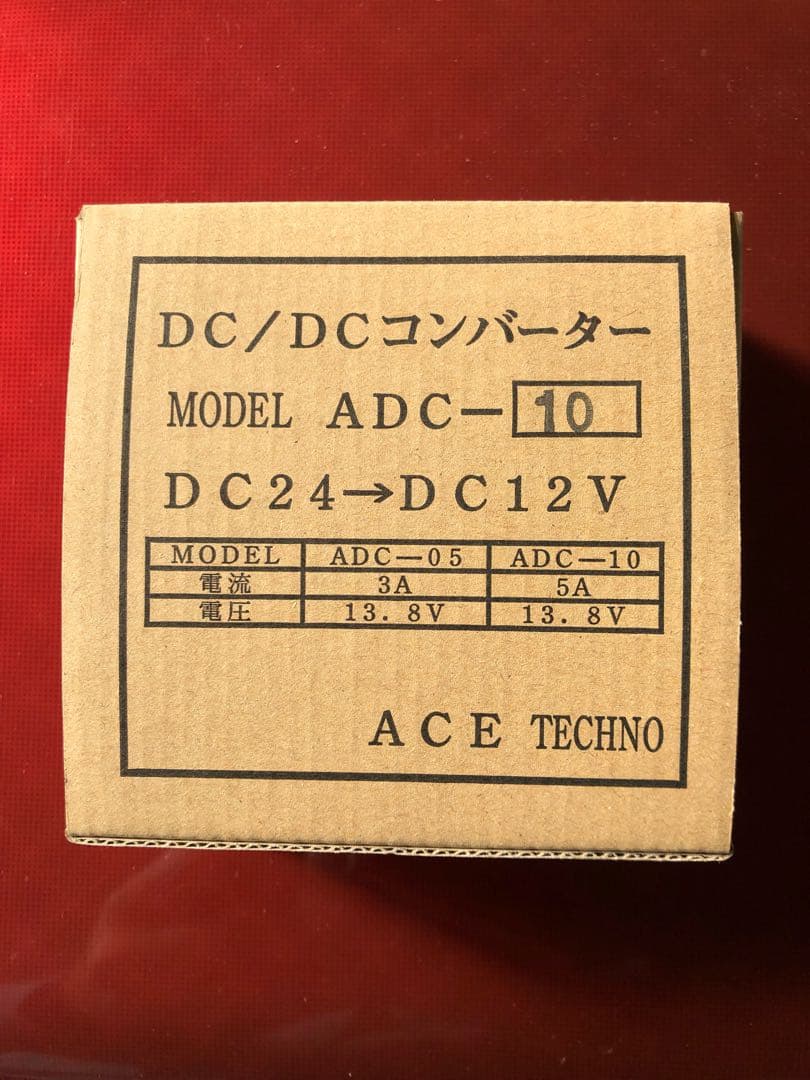 DC/DCコンバーター
MODEL ADC－10
DC24→DC12V
MODEL ADC－05 ADC－10
電流 3A 5A
電圧 13.8V 13.8V
ACE TECHNO